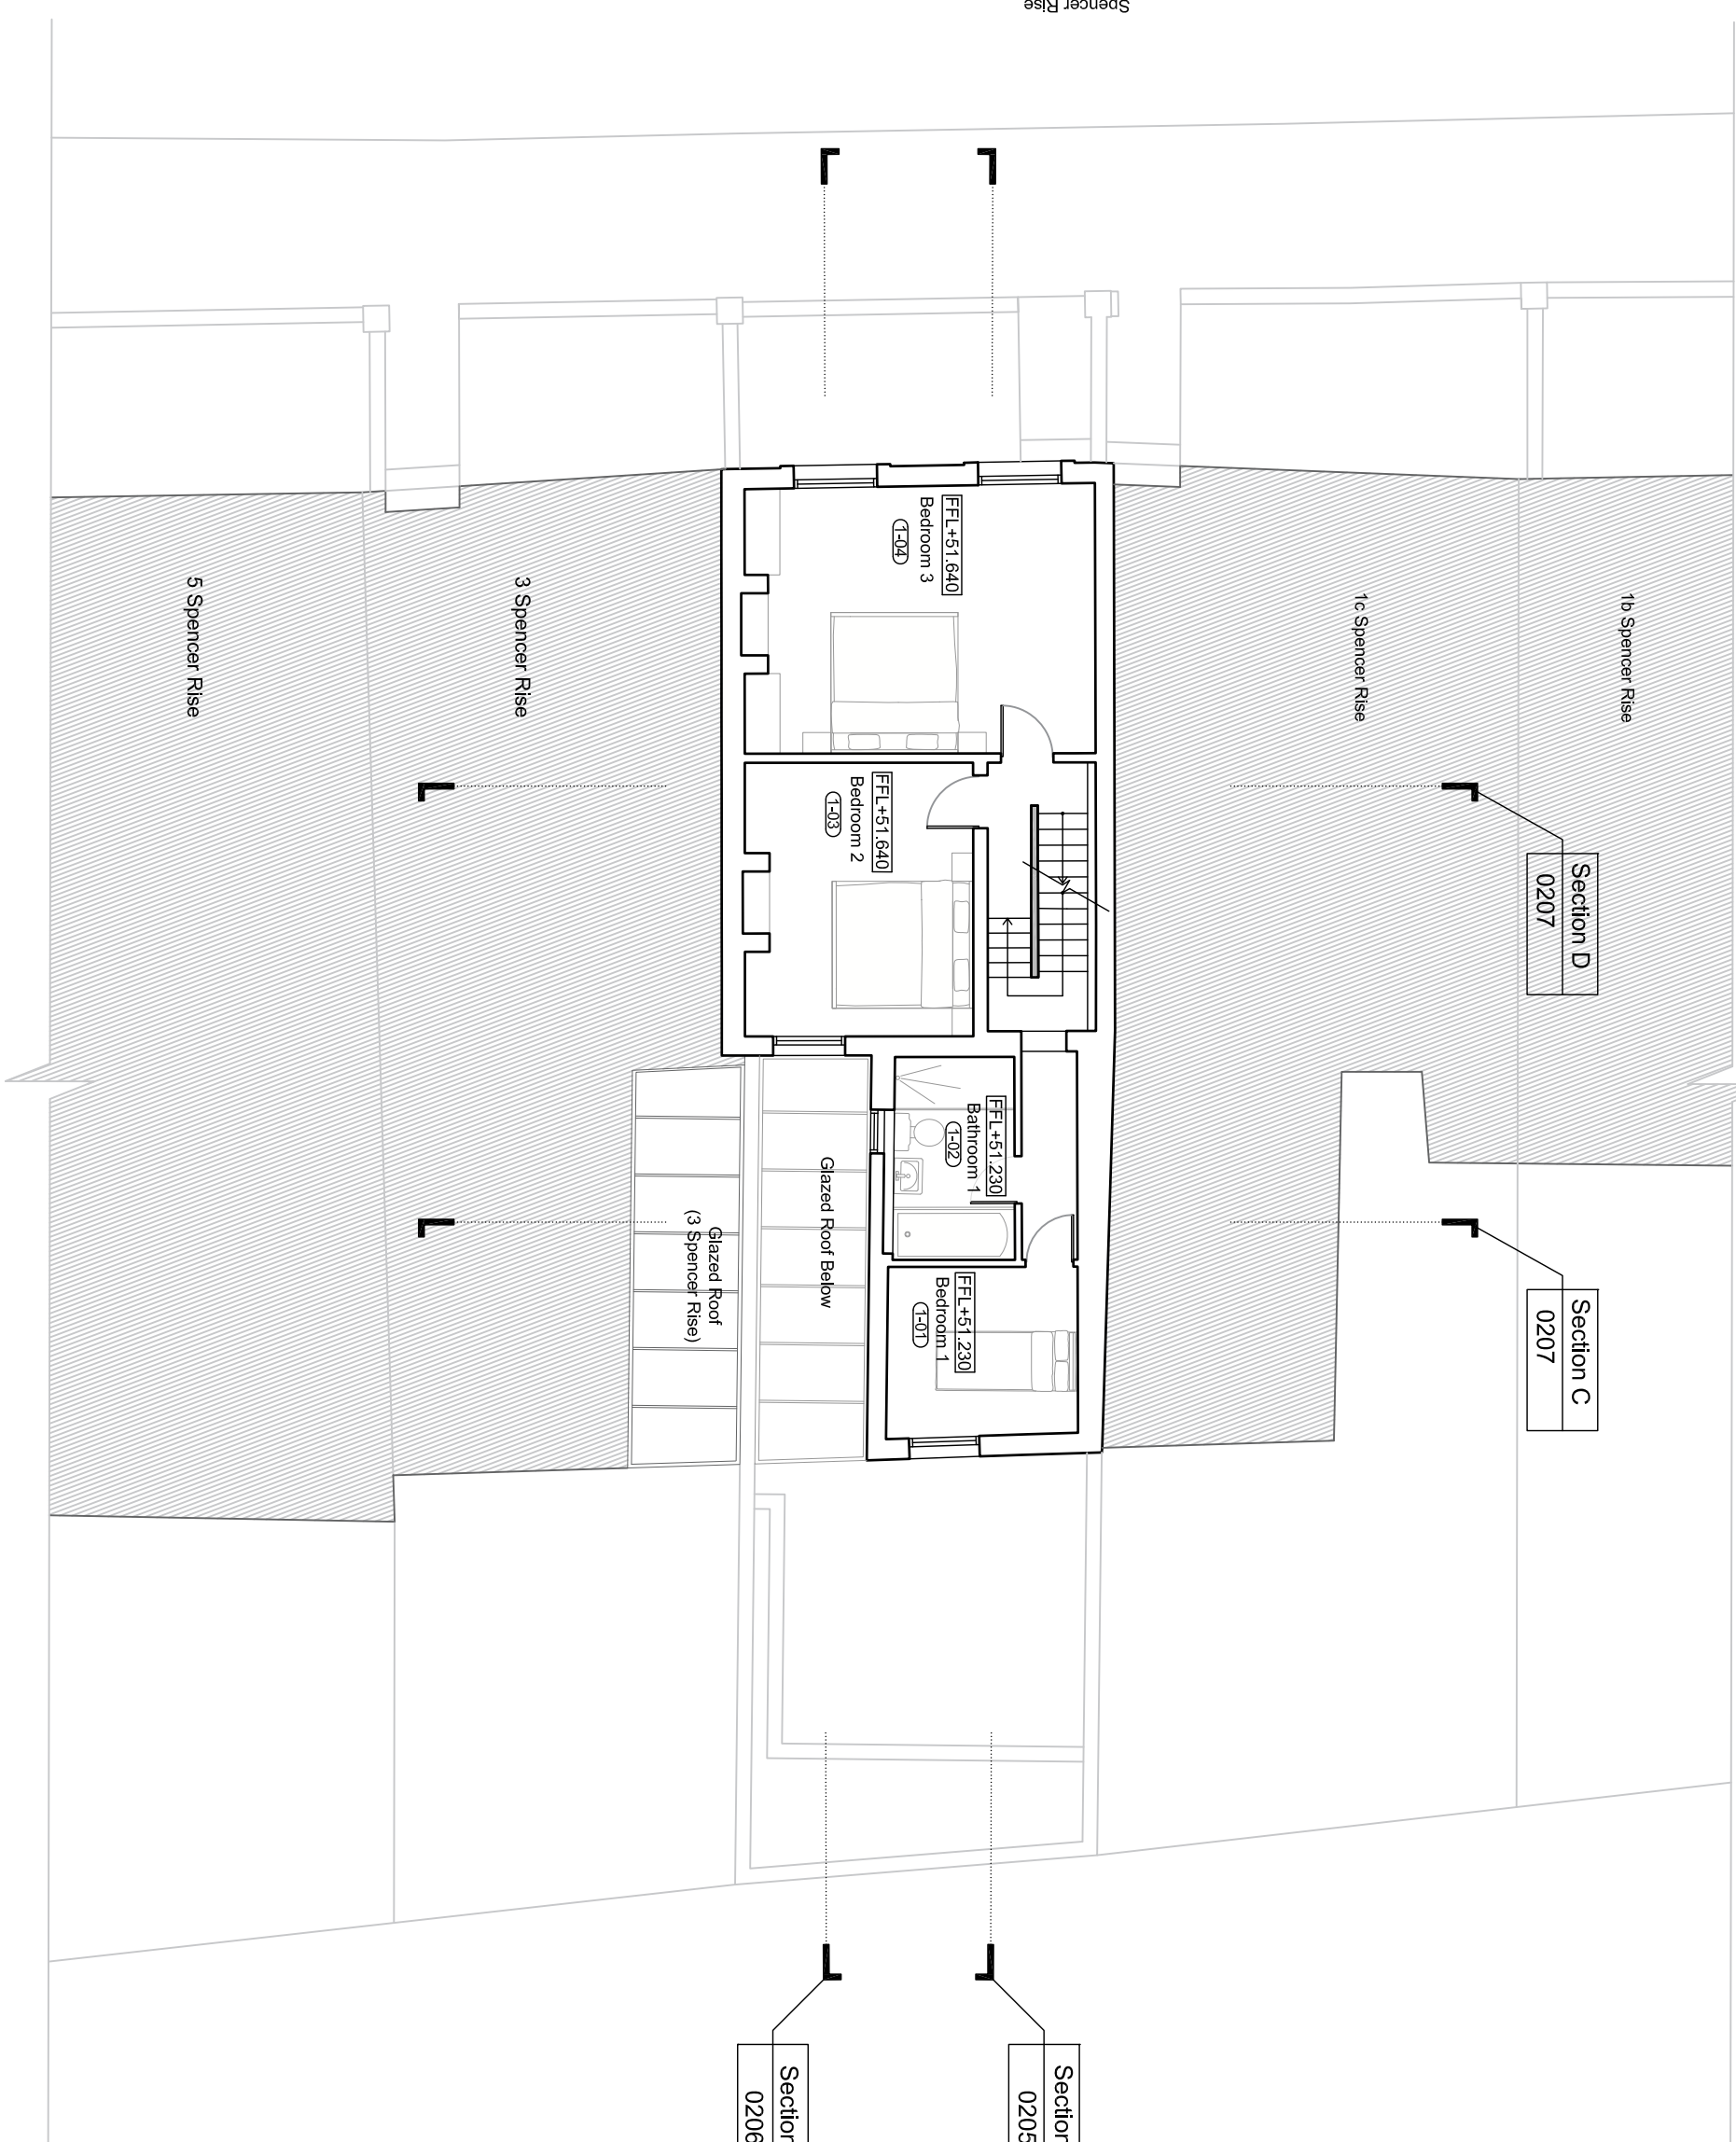 Spencer Rise
1b Spencer Rise
1c Spencer Rise
3 Spencer Rise
5 Spencer Rise
FFL+51.640
Bedroom 3
1-04
FFL+51.640
Bedroom 2
1-03
FFL+51.230
Bathroom 1
1-02
FFL+51.230
Bedroom 1
1-01
Glazed Roof Below
Glazed Roof
(3 Spencer Rise)
Section D
0207
Section C
0207
Section
0205
Section
0206